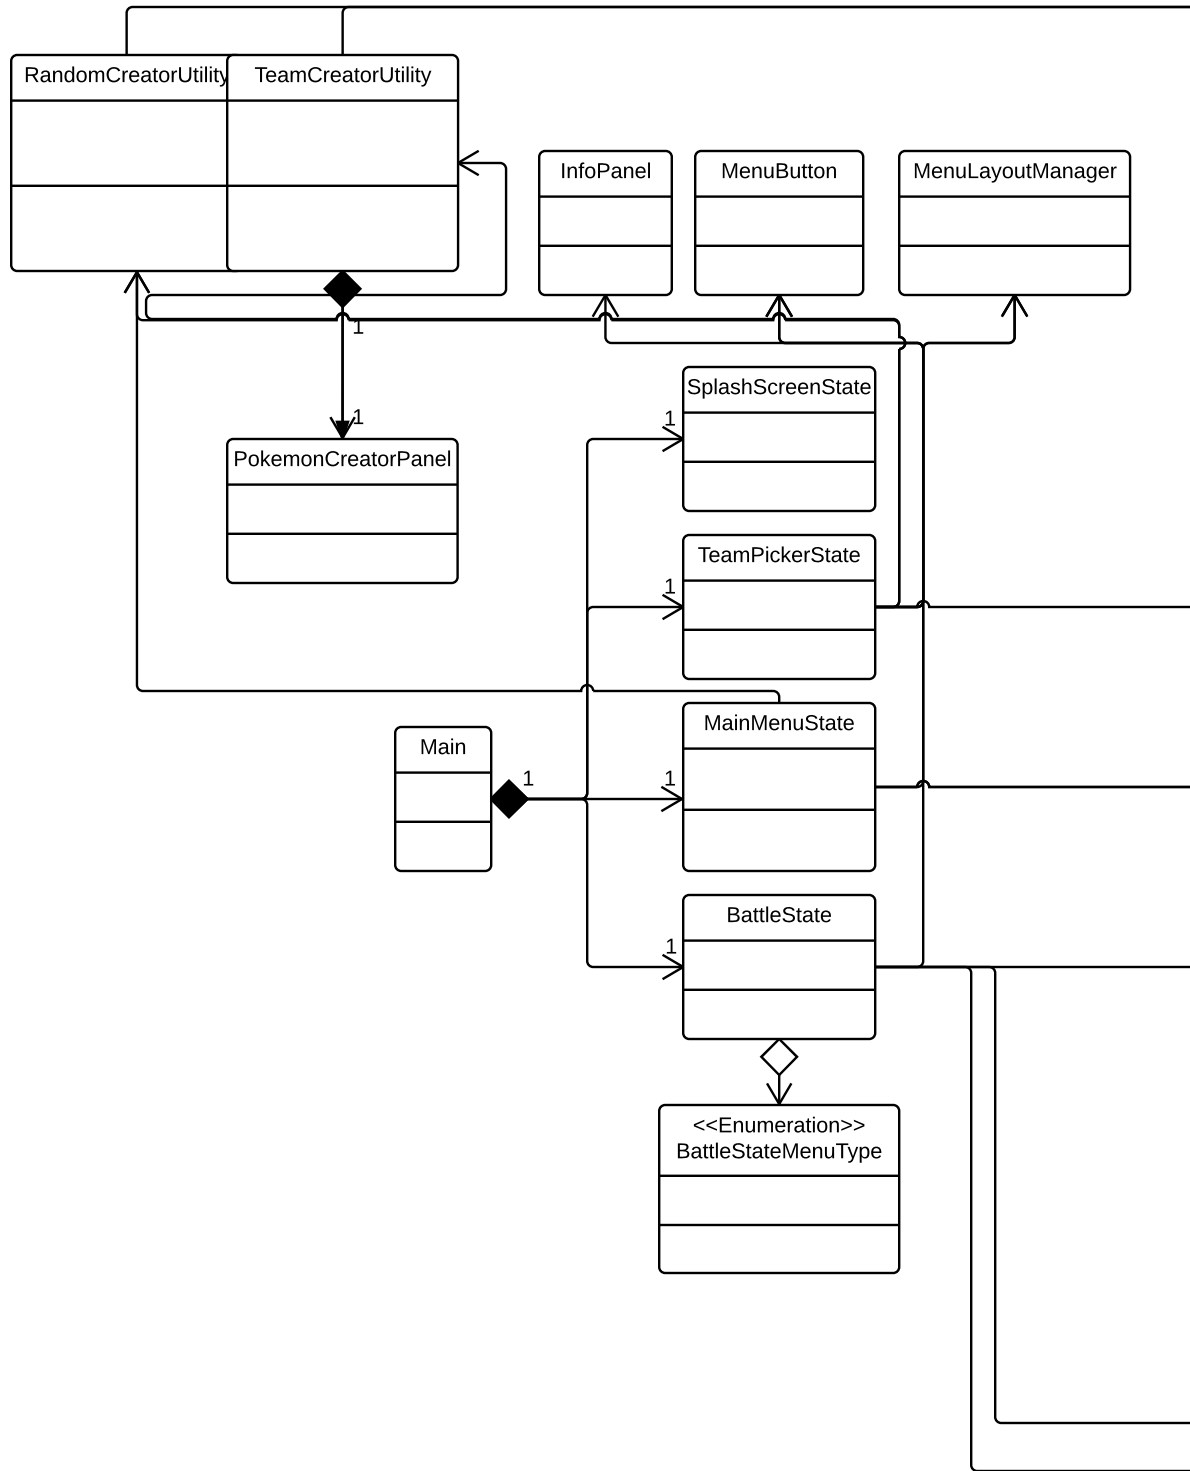 RandomCreatorUtility
TeamCreatorUtility
InfoPanel
MenuButton
MenuLayoutManager
1
1
SplashScreenState
1
PokemonCreatorPanel
TeamPickerState
1
MainMenuState
Main
1
1
BattleState
1
<<Enumeration>>
BattleStateMenuType